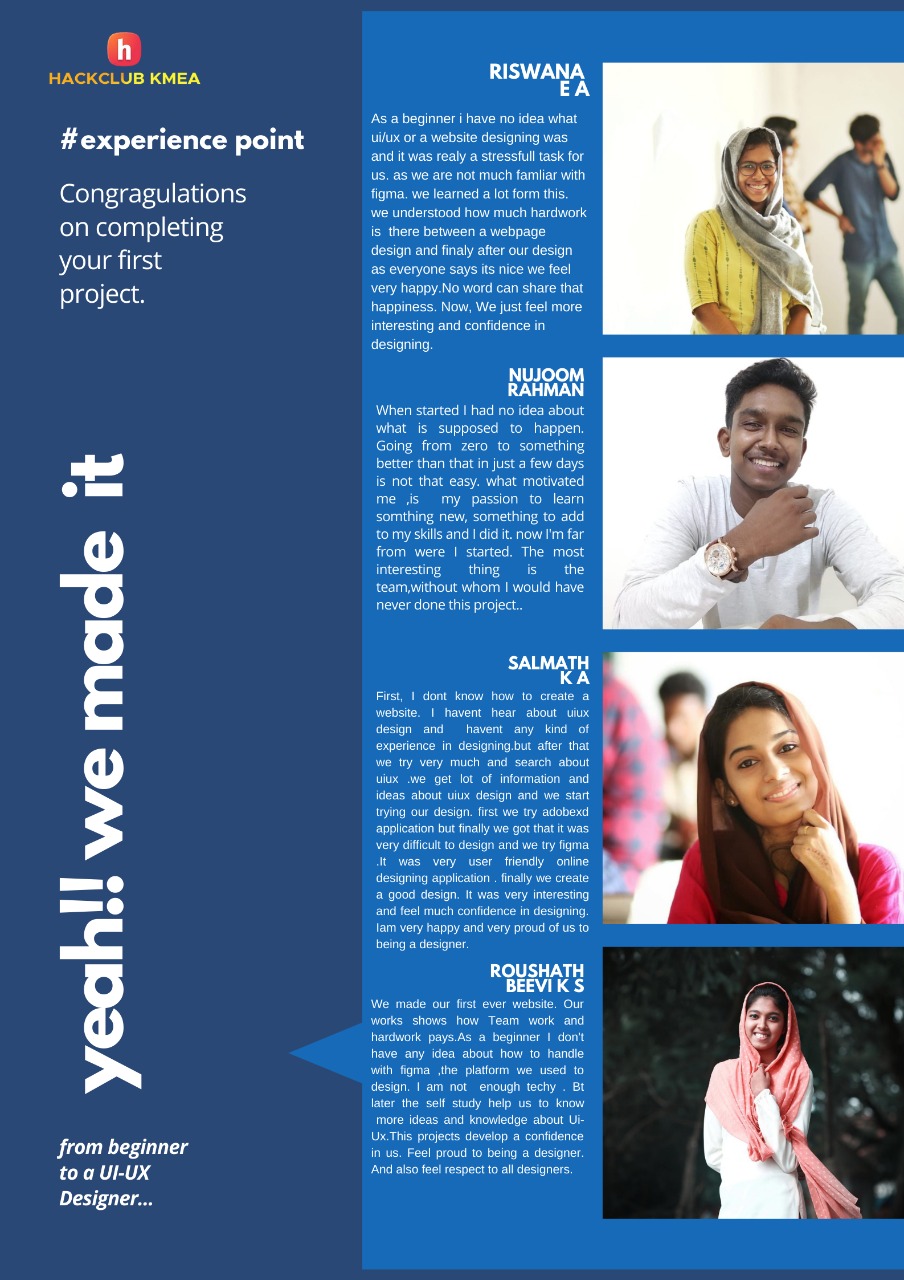 h
HACKCLUB KMEA
#experience point
Congragulations
on completing
your first
project.
yeah!! we made it
from beginner
to a UI-UX
Designer...
RISWANA
E A
As a beginner i have no idea what
ui/ux or a website designing was
and it was realy a stressfull task for
us. as we are not much famliar with
figma. we learned a lot form this.
we understood how much hardwork
is there between a webpage
design and finaly after our design
as everyone says its nice we feel
very happy.No word can share that
happiness. Now, We just feel more
interesting and confidence in
designing.
NUJOOM
RAHMAN
When started I had no idea about
what is supposed to happen.
Going from zero to something
better than that in just a few days
is not that easy. what motivated
me ,is my passion to learn
somthing new, something to add
to my skills and I did it. now I'm far
from were I started. The most
interesting thing is the
team,without whom I would have
never done this project..
SALMATH
K A
First, I dont know how to create a
website. I havent hear about uiux
design and havent any kind of
experience in designing.but after that
we try very much and search about
uiux .we get lot of information and
ideas about uiux design and we start
trying our design. first we try adobexd
application but finally we got that it was
very difficult to design and we try figma
.It was very user friendly online
designing application . finally we create
a good design. It was very interesting
and feel much confidence in designing.
Iam very happy and very proud of us to
being a designer.
ROUSHATH
BEEVI K S
We made our first ever website. Our
works shows how Team work and
hardwork pays.As a beginner I don't
have any idea about how to handle
with figma ,the platform we used to
design. I am not enough techy . Bt
later the self study help us to know
more ideas and knowledge about Ui-
Ux.This projects develop a confidence
in us. Feel proud to being a designer.
And also feel respect to all designers.